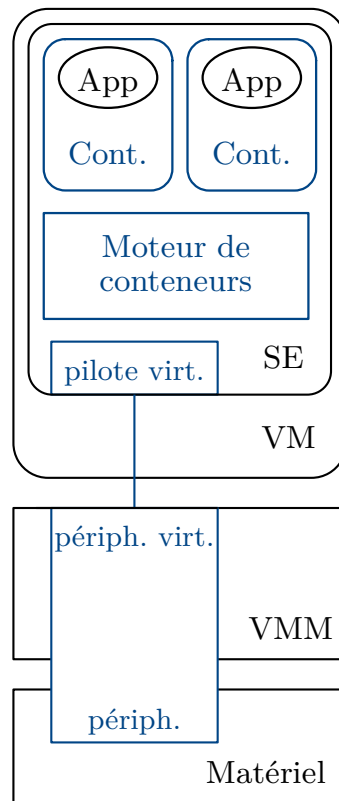 App App
Cont. Cont.
Moteur de
conteneurs
SE
pilote virt.
VM
périph. virt.
VMM
périph.
Matériel